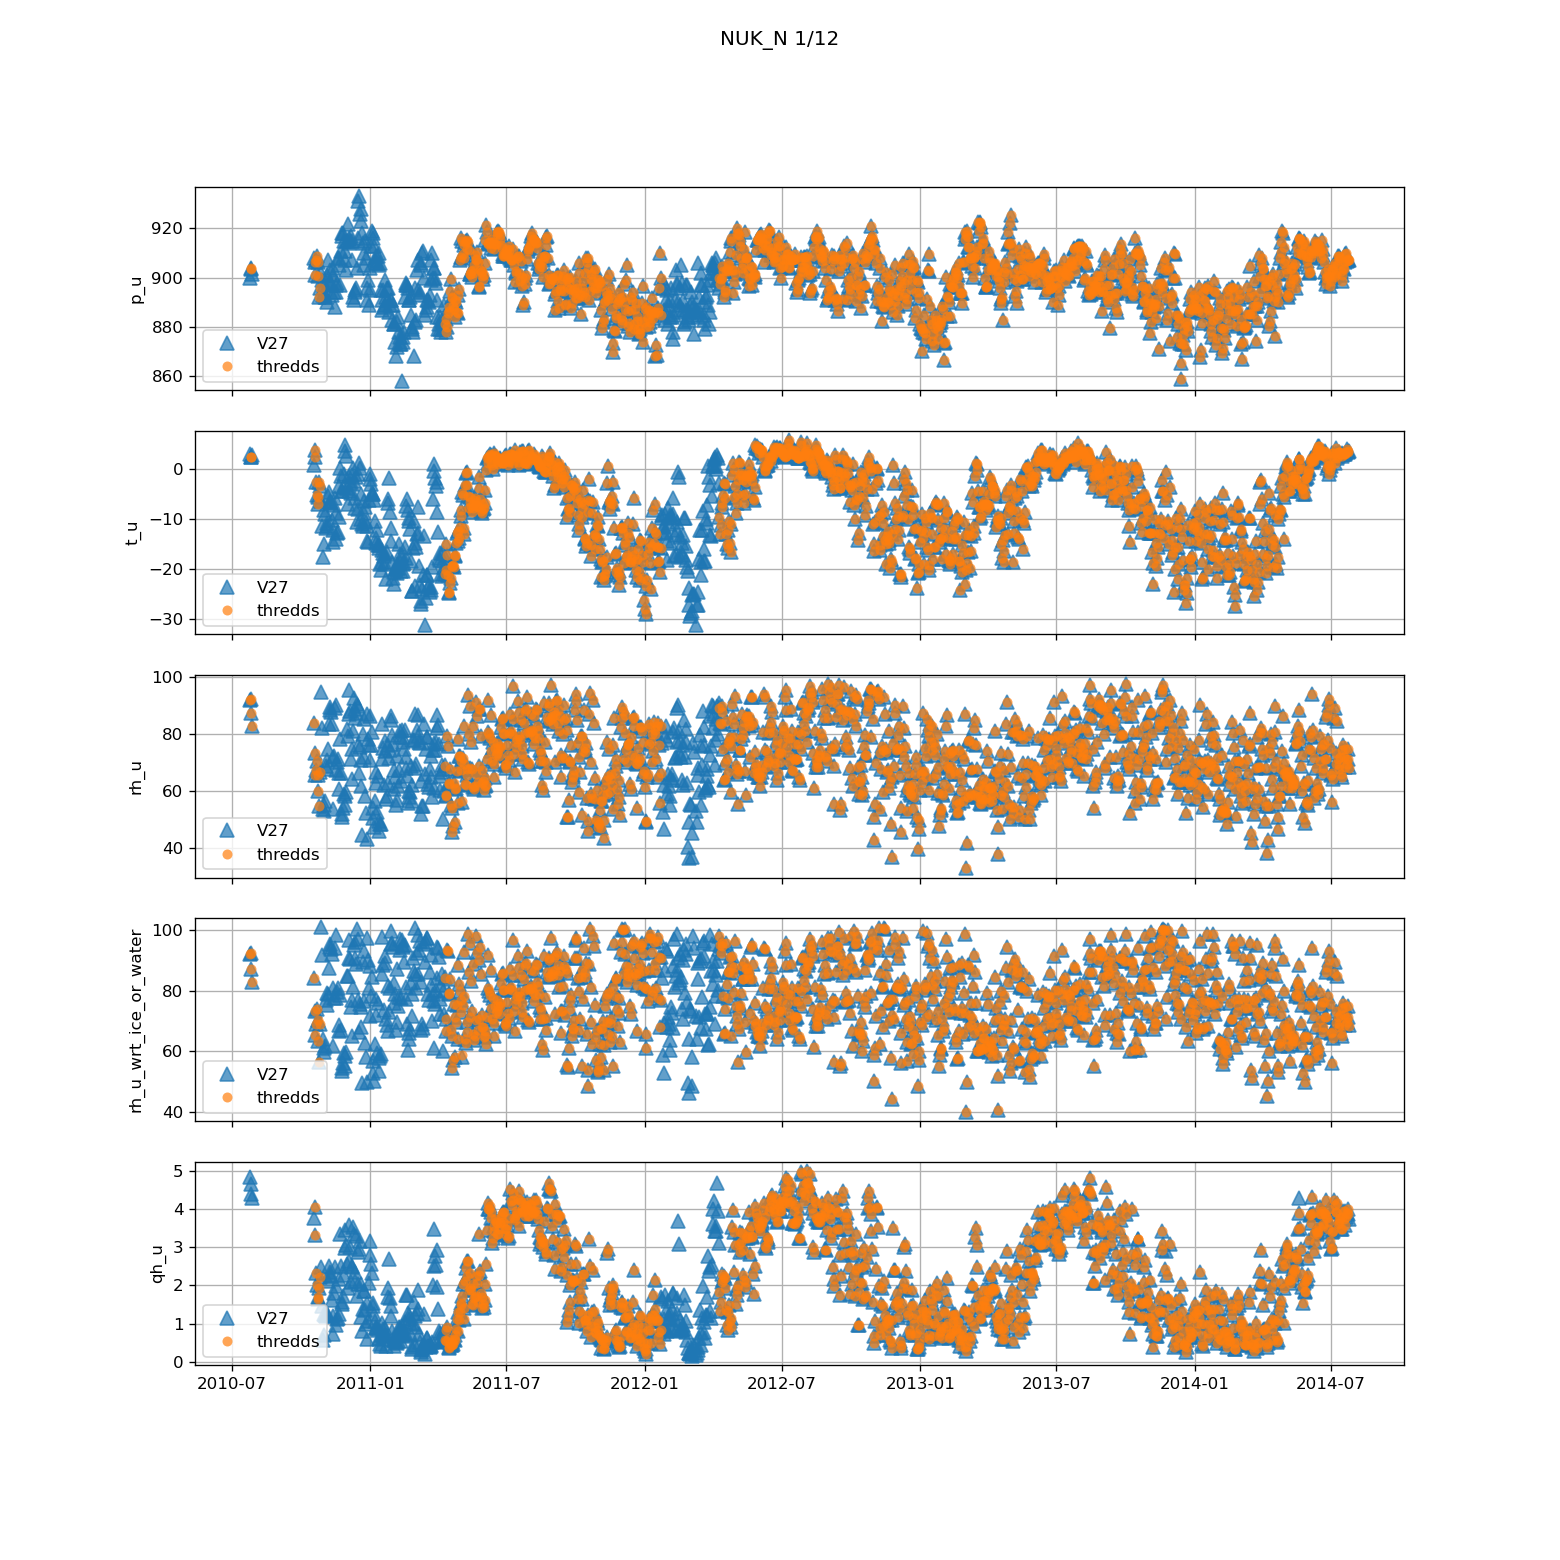 NUK_N 1/12
920
900
880
860
p_u
V27
thredds
0
−10
−20
−30
t_u
V27
thredds
100
80
60
40
rh_u
V27
thredds
100
80
60
40
rh_u_wrt_ice_or_water
V27
thredds
5
4
3
2
1
0
qh_u
V27
thredds
2010-07
2011-01
2011-07
2012-01
2012-07
2013-01
2013-07
2014-01
2014-07